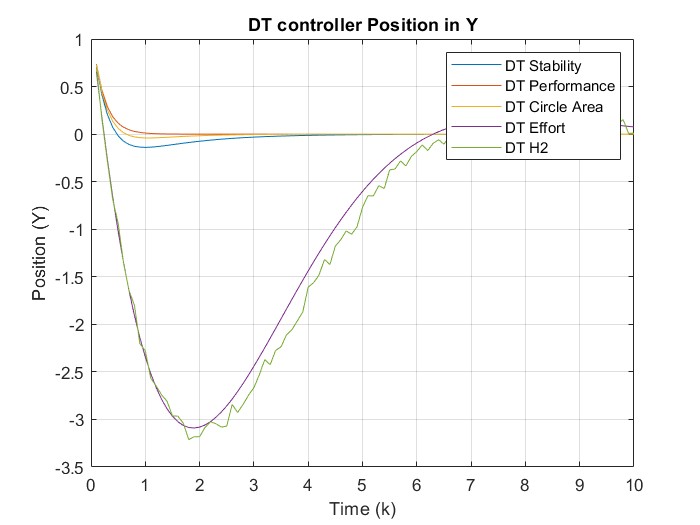 DT controller Position in Y
1
0.5
0
-0.5
-1
-1.5
-2
-2.5
-3
-3.5
Position (Y)
DT Stability
DT Performance
DT Circle Area
DT Effort
DT H2
0 1 2 3 4 5 6 7 8 9 10
Time (k)